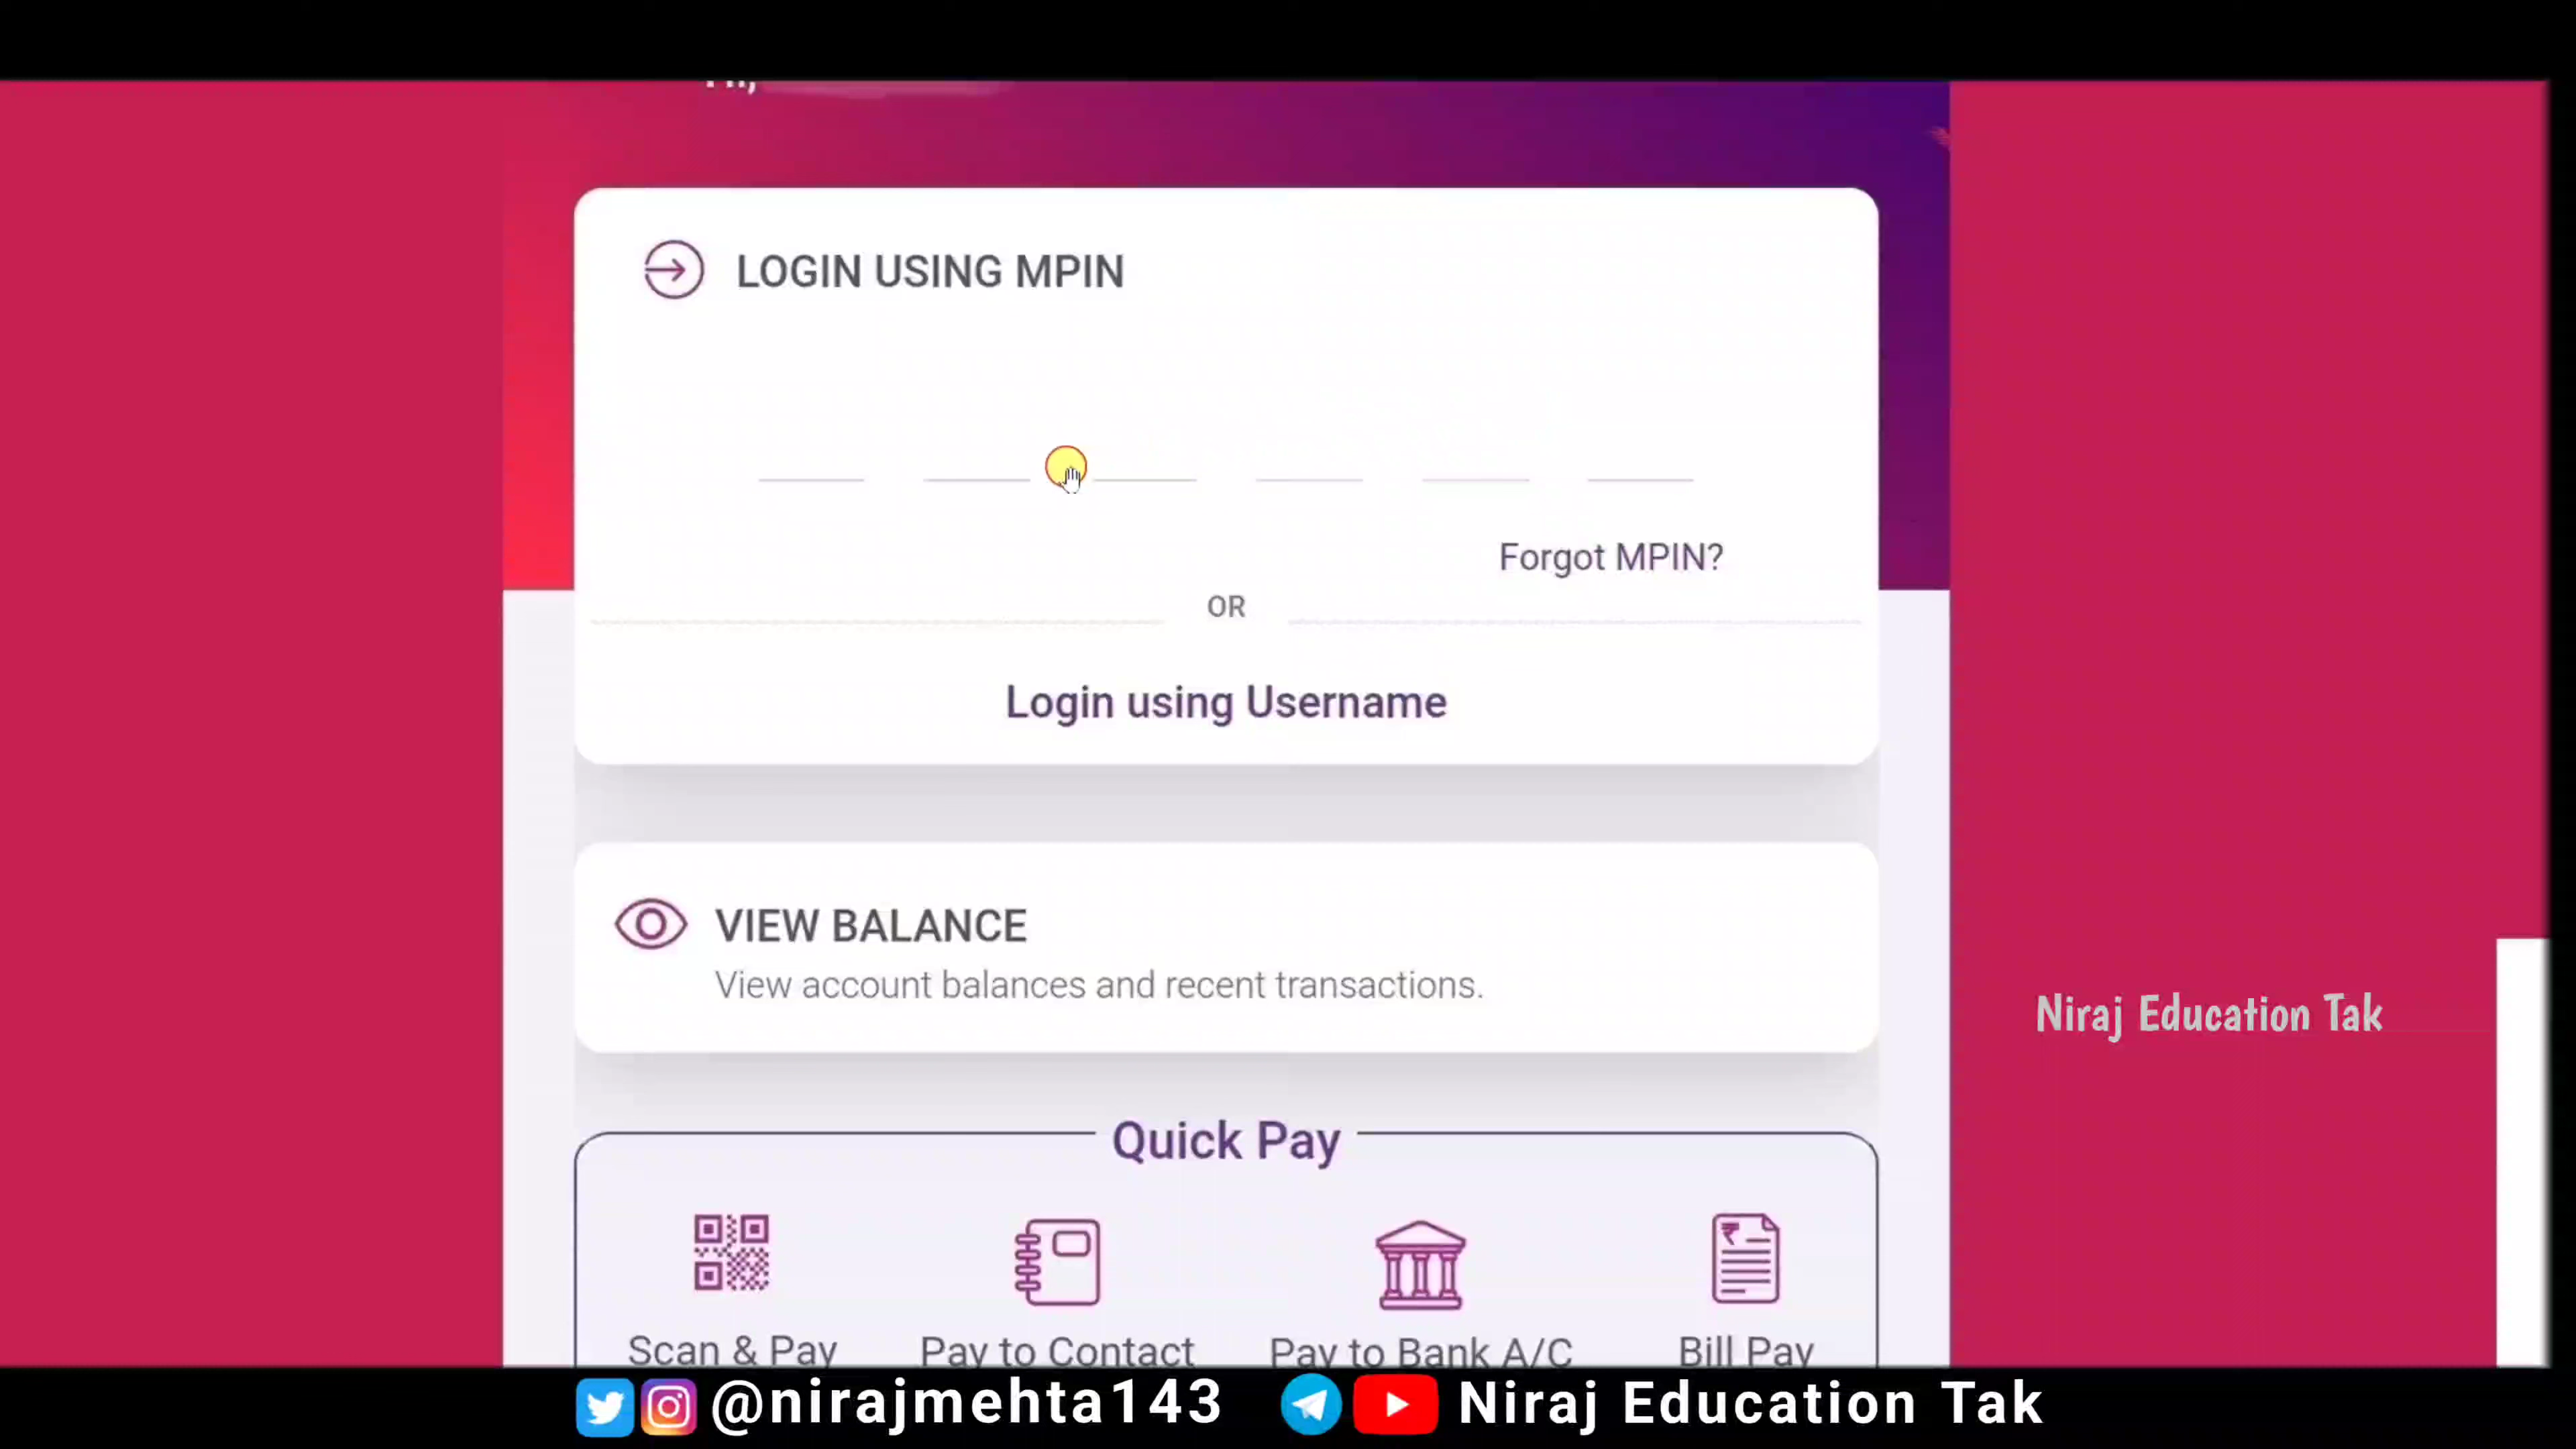 LOGIN USING MPIN
Forgot MPIN?
OR
Login using Username
VIEW BALANCE
View account balances and recent transactions.
Niraj Education Tak
Quick Pay
Scan & Pay
Pay to Contact
Pay to Bank A/C
Bill Pay
@nirajmehta143
Niraj Education Tak